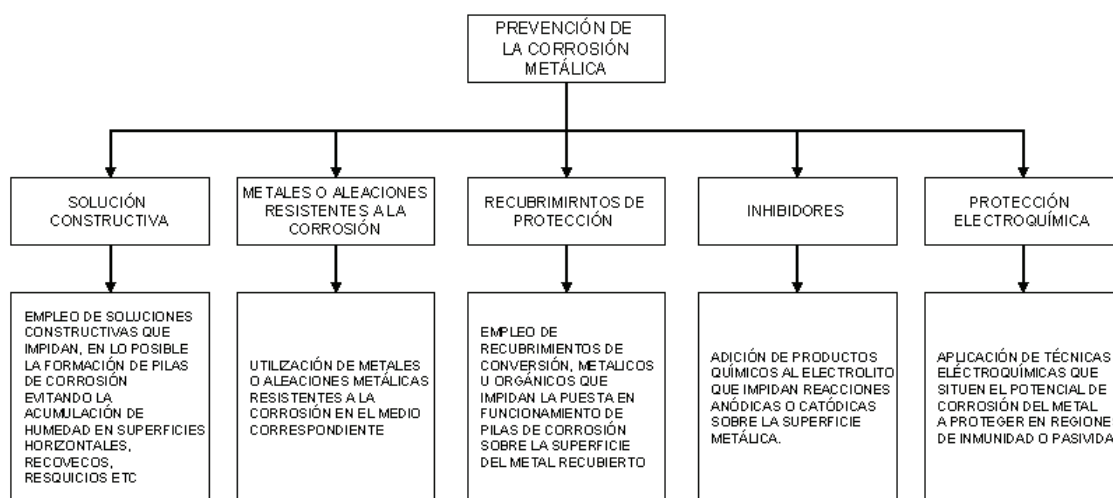 PREVENCIÓN DE
LA CORROSIÓN
METÁLICA
SOLUCIÓN
CONSTRUCTIVA
METALES O ALEACIONES
RESISTENTES A LA
CORROSIÓN
RECUBRIMIRNTOS DE
PROTECCIÓN
INHIBIDORES
PROTECCIÓN
ELECTROQUÍMICA
EMPLEO DE SOLUCIONES
CONSTRUCTIVAS QUE
IMPIDAN, EN LO POSIBLE
LA FORMACIÓN DE PILAS
DE CORROSIÓN
EVITANDO LA
ACUMULACIÓN DE
HUMEDAD EN SUPERFICIES
HORIZONTALES,
RECOVECOS,
RESQUICIOS ETC
UTILIZACIÓN DE METALES
O ALEACIONES METÁLICAS
RESISTENTES A LA
CORROSIÓN EN EL MEDIO
CORRESPONDIENTE
EMPLEO DE
RECUBRIMIENTOS DE
CONVERSIÓN, METALICOS
U ORGÁNICOS QUE
IMPIDAN LA PUESTA EN
FUNCIONAMIENTO DE
PILAS DE CORROSIÓN
SOBRE LA SUPERFICIE
DEL METAL RECUBIERTO
ADICIÓN DE PRODUCTOS
QUÍMICOS AL ELECTROLITO
QUE IMPIDAN REACCIONES
ANÓDICAS O CATÓDICAS
SOBRE LA SUPERFICIE
METÁLICA.
APLICACIÓN DE TÉCNICAS
ELÉCTROQUÍMICAS QUE
SITUEN EL POTENCIAL DE
CORROSIÓN DEL METAL
A PROTEGER EN REGIONE
DE INMUNIDAD O PASIVIDA